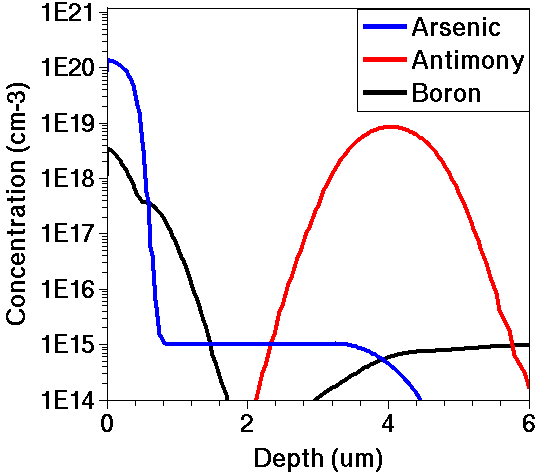 1E21
1E20
1E19
1E18
1E17
1E16
1E15
1E14
Concentration (cm-3)
Arsenic
Antimony
Boron
0 2 4 6
Depth (um)